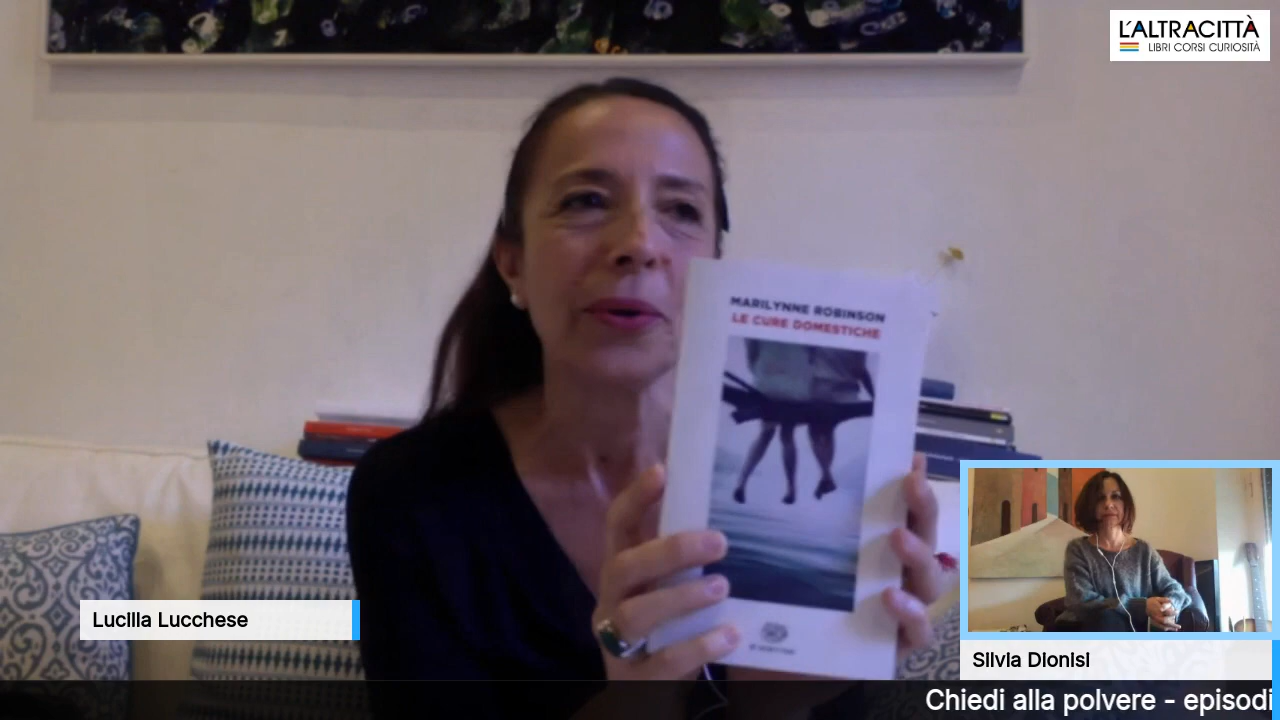 L'ALTRACITTÀ
LIBRI CORSI CURIOSITÀ
MARILYNNE ROBINSON
LE CURE DOMESTICHE
Lucilla Lucchese
Silvia Dionisi
Chiedi alla polvere - episodi